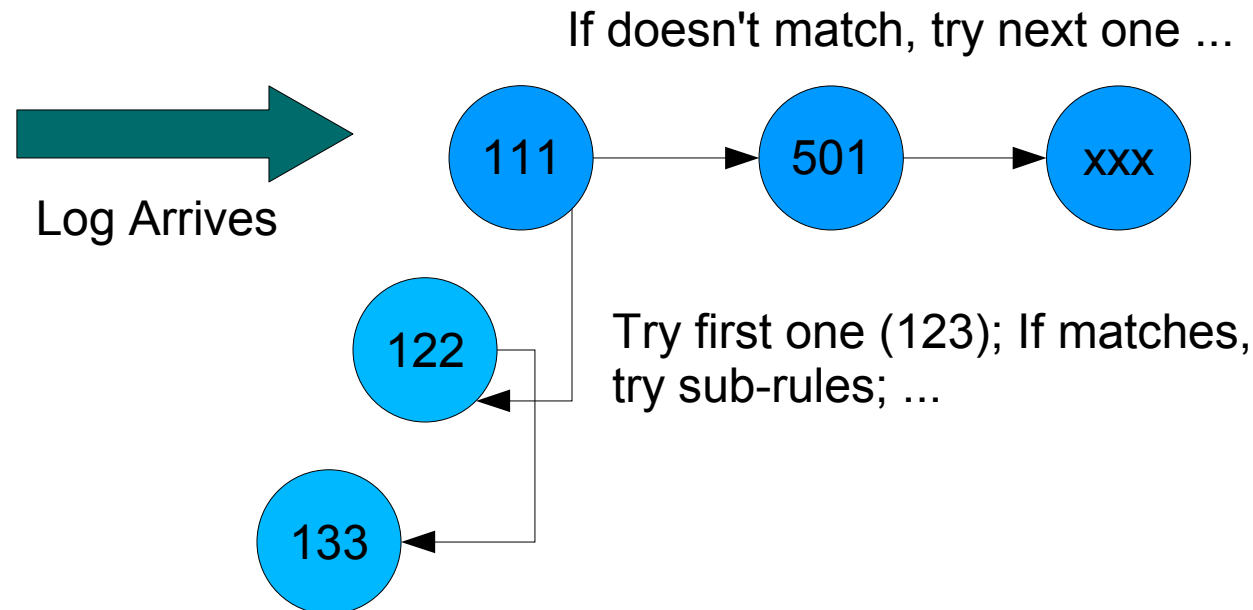 If doesn't match, try next one ...
111
501
xxx
Log Arrives
122
Try first one (123); If matches,
try sub-rules; ...
133